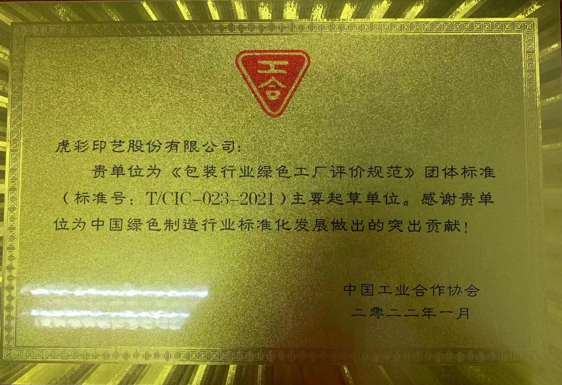 工合
虎彩印艺股份有限公司：
贵单位为《包装行业绿色工厂评价规范》团体标准
（标准号：T/CIC-023-2021）主要起草单位。感谢贵单
位为中国绿色制造行业标准化发展做出的突出贡献！
中国工业合作协会
二零二二年一月